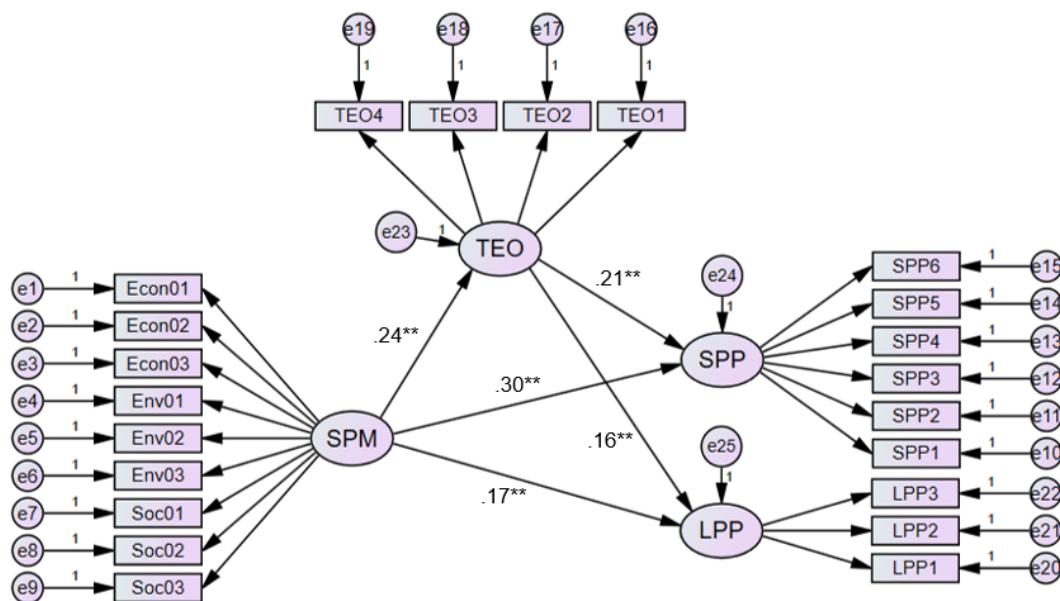 e19 e18 e17 e16
1 1 1 1
TEO4 TEO3 TEO2 TEO1
e23 1 TEO
e24
.21**
1
.24**
SPP
.30**
.16**
e25
1
.17**
SPM
LPP
e1 1 Econ01
e2 1 Econ02
e3 1 Econ03
e4 1 Env01
e5 1 Env02
e6 1 Env03
e7 1 Soc01
e8 1 Soc02
e9 1 Soc03
SPP6 1 e15
SPP5 1 e14
SPP4 1 e13
SPP3 1 e12
SPP2 1 e11
SPP1 1 e10
LPP3 1 e22
LPP2 1 e21
LPP1 1 e20